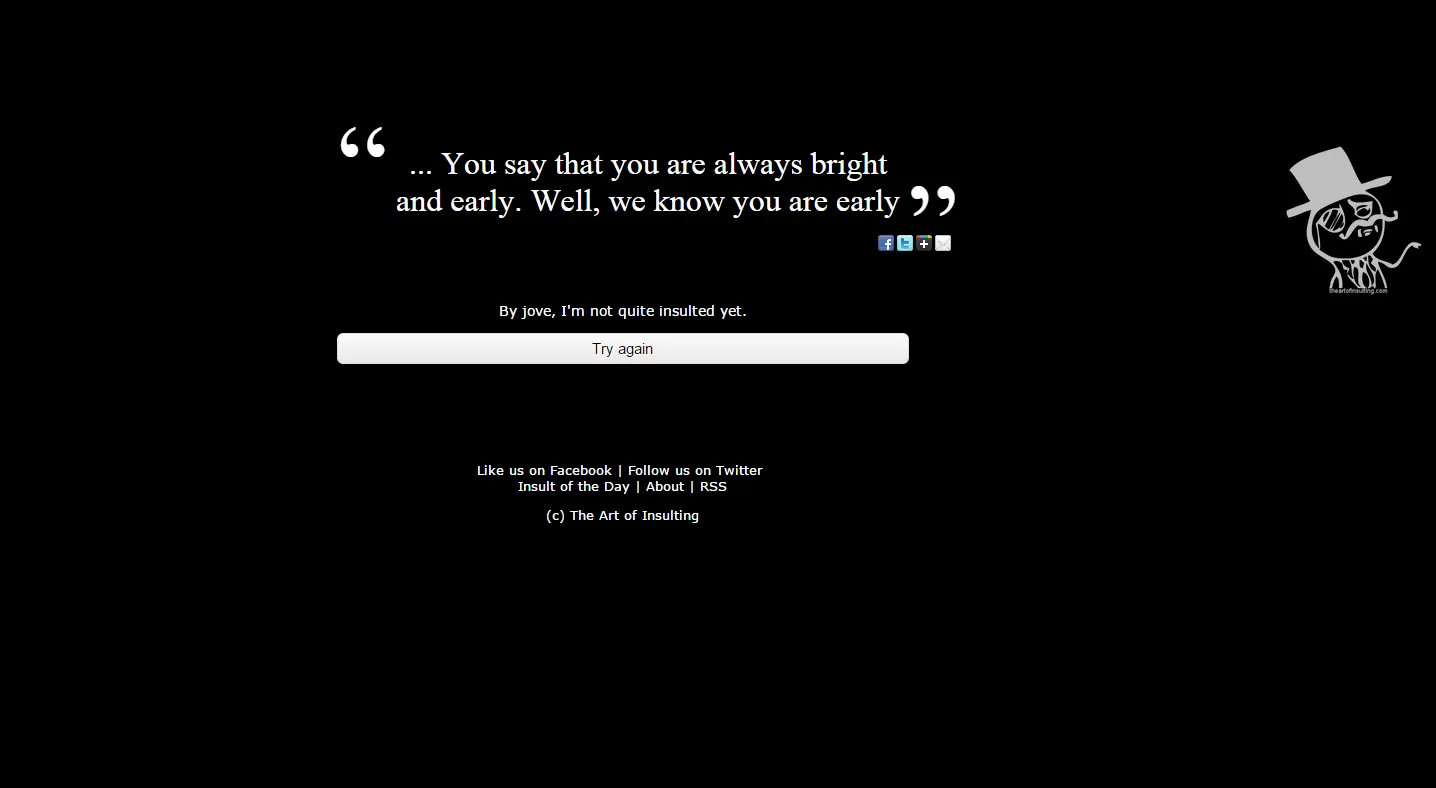 “ ... You say that you are always bright
and early. Well, we know you are early ”
By jove, I'm not quite insulted yet.
Try again
Like us on Facebook | Follow us on Twitter
Insult of the Day | About | RSS
(c) The Art of Insulting
theartofinsulting.com